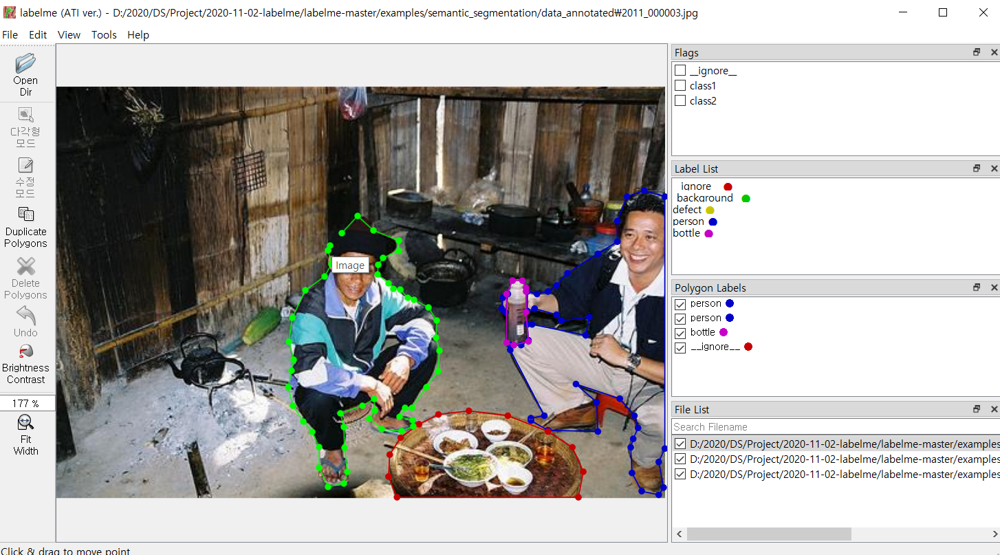 labelme (ATI ver.) - D:/2020/DS/Project/2020-11-02-labelme/labelme-master/examples/semantic_segmentation/data_annotated₩2011_000003.jpg
File Edit View Tools Help
Open
Dir
다각형
모드
수정
모드
Duplicate
Polygons
Delete
Polygons
Undo
Brightness
Contrast
177 %
Fit
Width
Image
Flags
__ignore__
class1
class2
Label List
ignore
background
defect
person
bottle
Polygon Labels
person
person
bottle
__ignore__
File List
Search Filename
D:/2020/DS/Project/2020-11-02-labelme/labelme-master/examples
D:/2020/DS/Project/2020-11-02-labelme/labelme-master/examples
D:/2020/DS/Project/2020-11-02-labelme/labelme-master/examples
Click & drag to move point